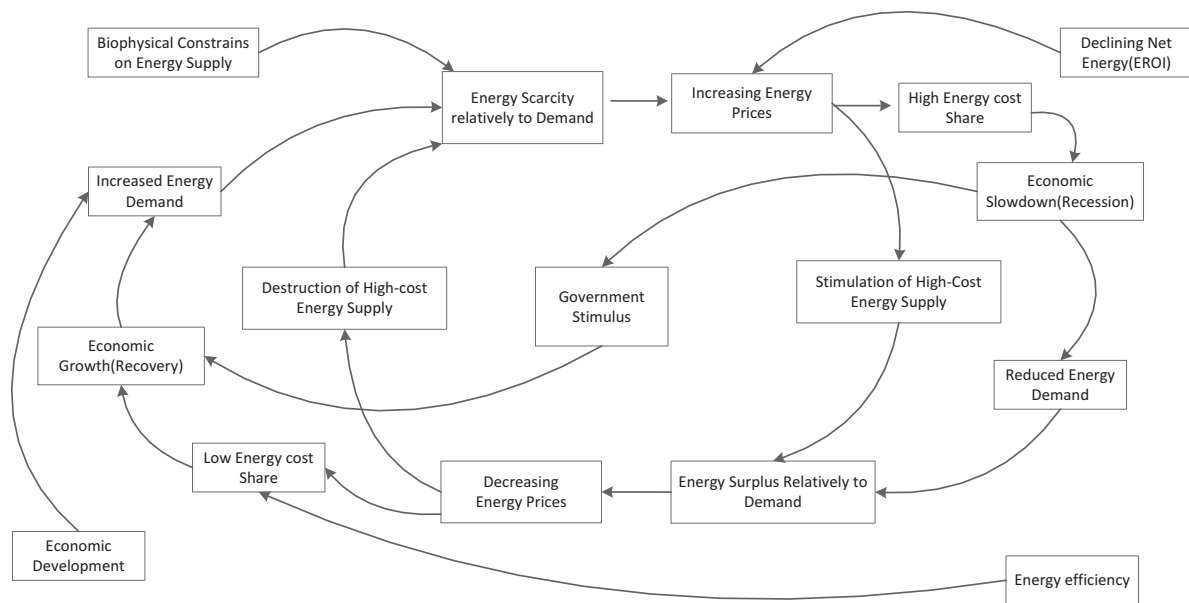 Biophysical Constrains
on Energy Supply
Declining Net
Energy(EROI)
Energy Scarcity
relatively to Demand
Increasing Energy
Prices
High Energy cost
Share
Increased Energy
Demand
Economic
Slowdown(Recession)
Destruction of High-cost
Energy Supply
Government
Stimulus
Stimulation of High-Cost
Energy Supply
Economic
Growth(Recovery)
Reduced Energy
Demand
Low Energy cost
Share
Decreasing
Energy Prices
Energy Surplus Relatively to
Demand
Economic
Development
Energy efficiency